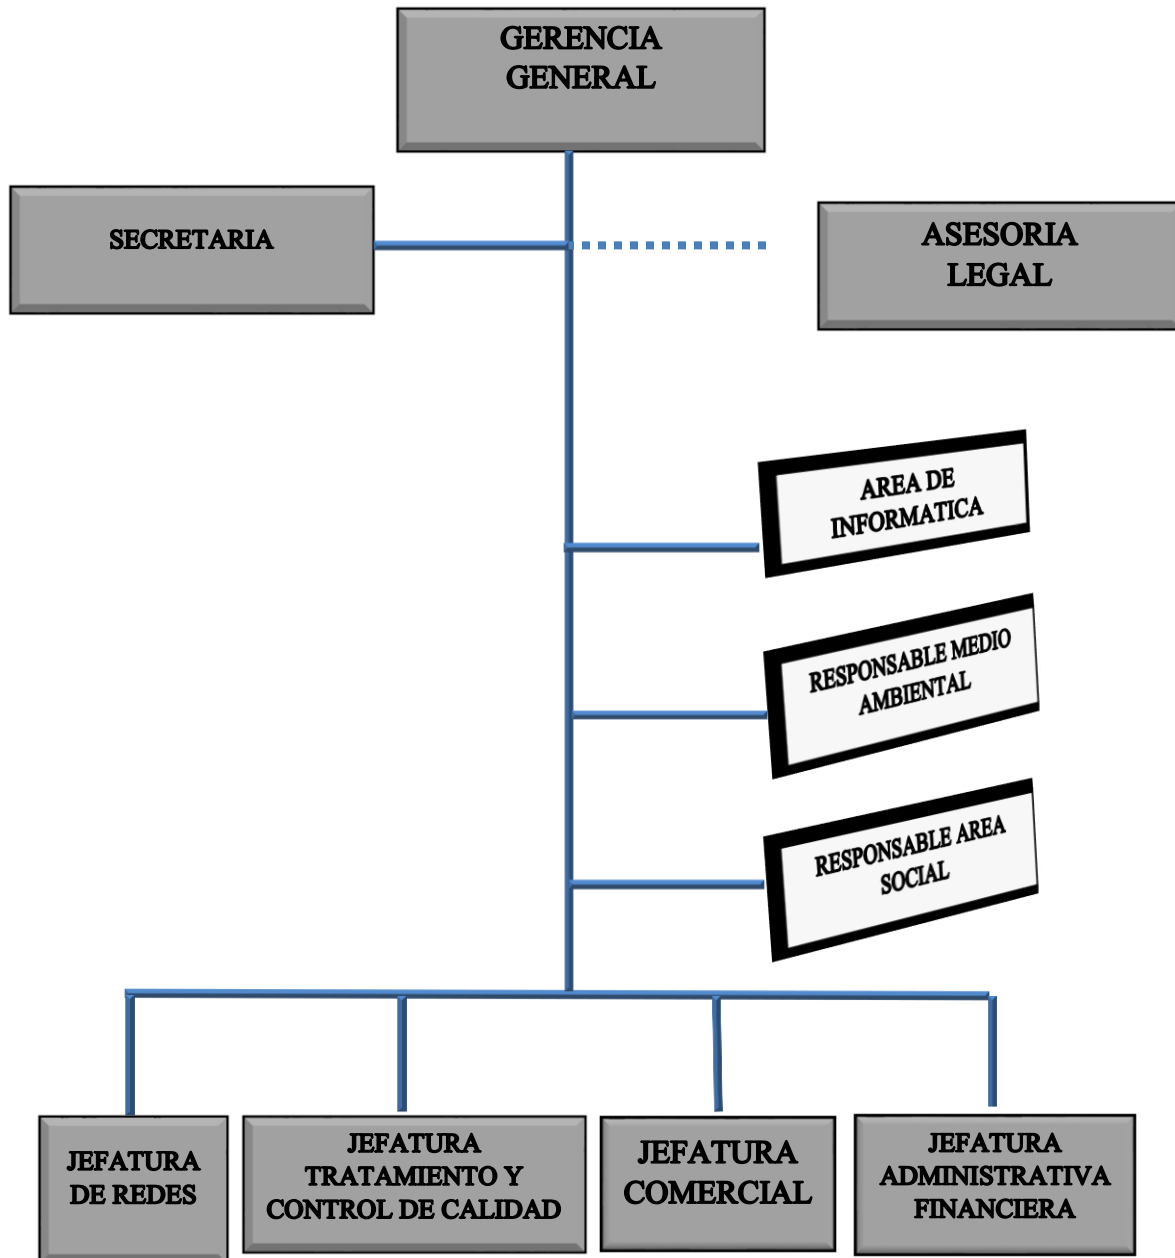 GERENCIA
GENERAL
SECRETARIA
ASESORIA
LEGAL
AREA DE
INFORMATICA
RESPONSABLE MEDIO
AMBIENTAL
RESPONSABLE AREA
SOCIAL
JEFATURA
DE REDES
JEFATURA
TRATAMIENTO Y
CONTROL DE CALIDAD
JEFATURA
COMERCIAL
JEFATURA
ADMINISTRATIVA
FINANCIERA